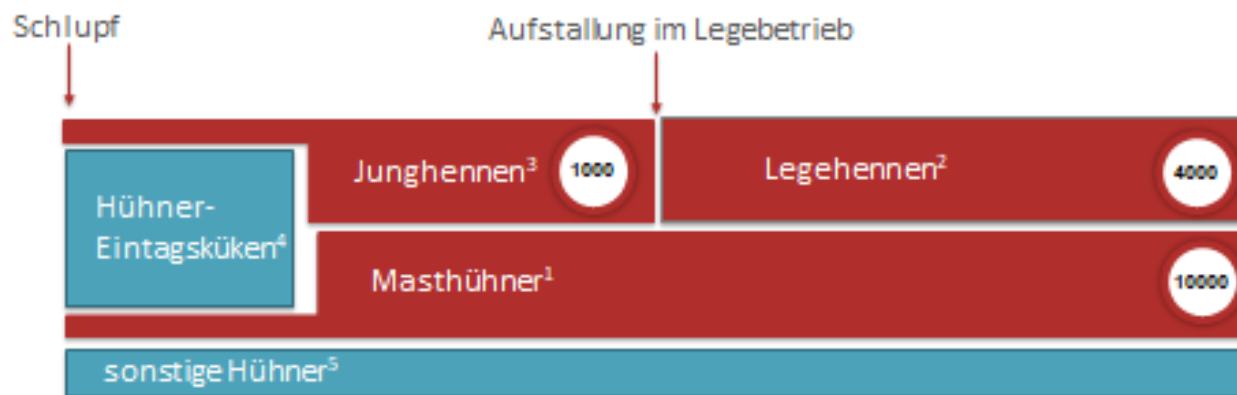 Schlupf
Aufstallung im Legebetrieb
Junghennen³
1000
Legehennen²
4000
Hühner-
Eintagsküken⁴
Masthühner¹
10000
sonstige Hühner⁵